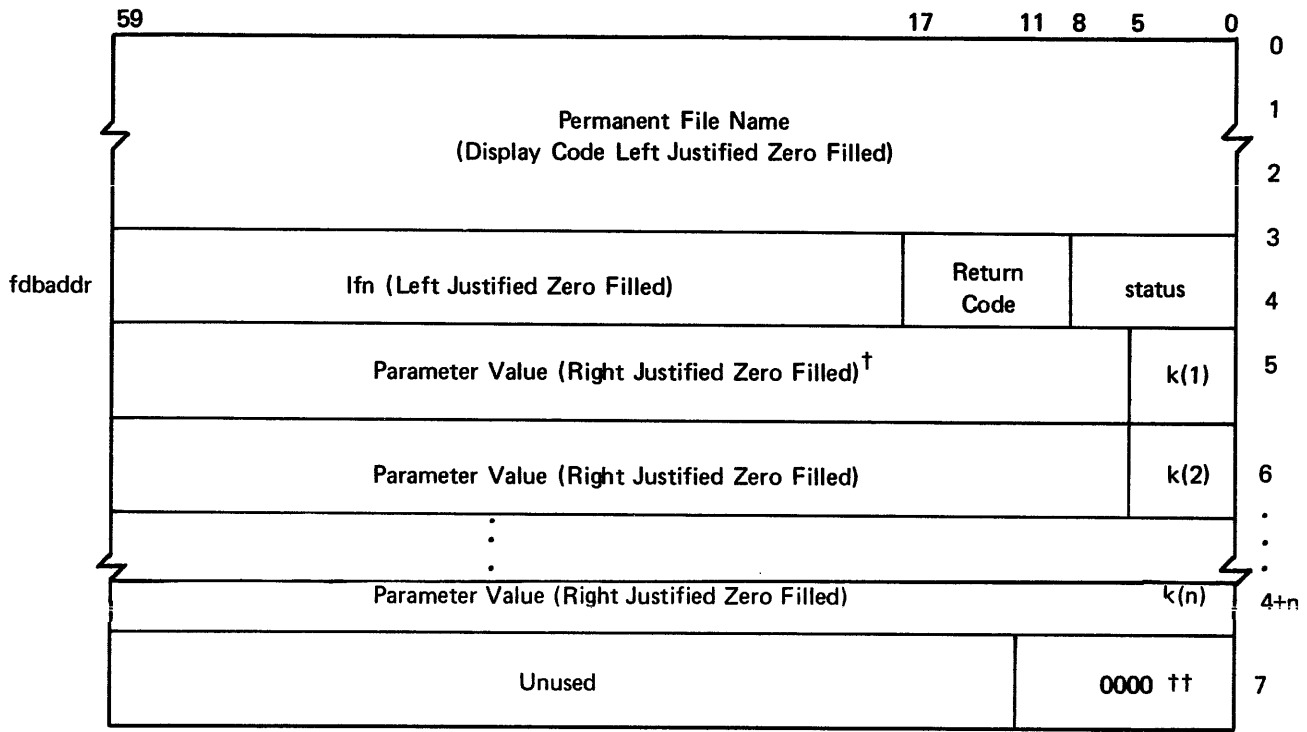 59 17 11 8 5 0
0
1
Permanent File Name
(Display Code Left Justified Zero Filled)
2
3
fdbaddr lfn (Left Justified Zero Filled) Return Code status 4
Parameter Value (Right Justified Zero Filled)† k(1) 5
Parameter Value (Right Justified Zero Filled) k(2) 6
Parameter Value (Right Justified Zero Filled) k(n) 4+n
Unused 0000 †† 7